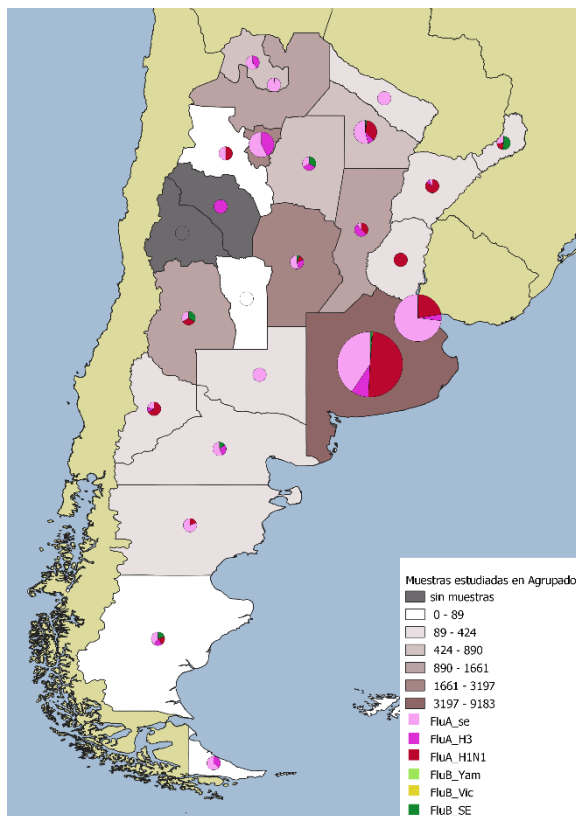 Muestras estudiadas en Agrupado
sin muestras
0 - 89
89 - 424
424 - 890
890 - 1661
1661 - 3197
3197 - 9183
FluA_se
FluA_H3
FluA_H1N1
FluB_Yam
FluB_Vic
FluB_SE